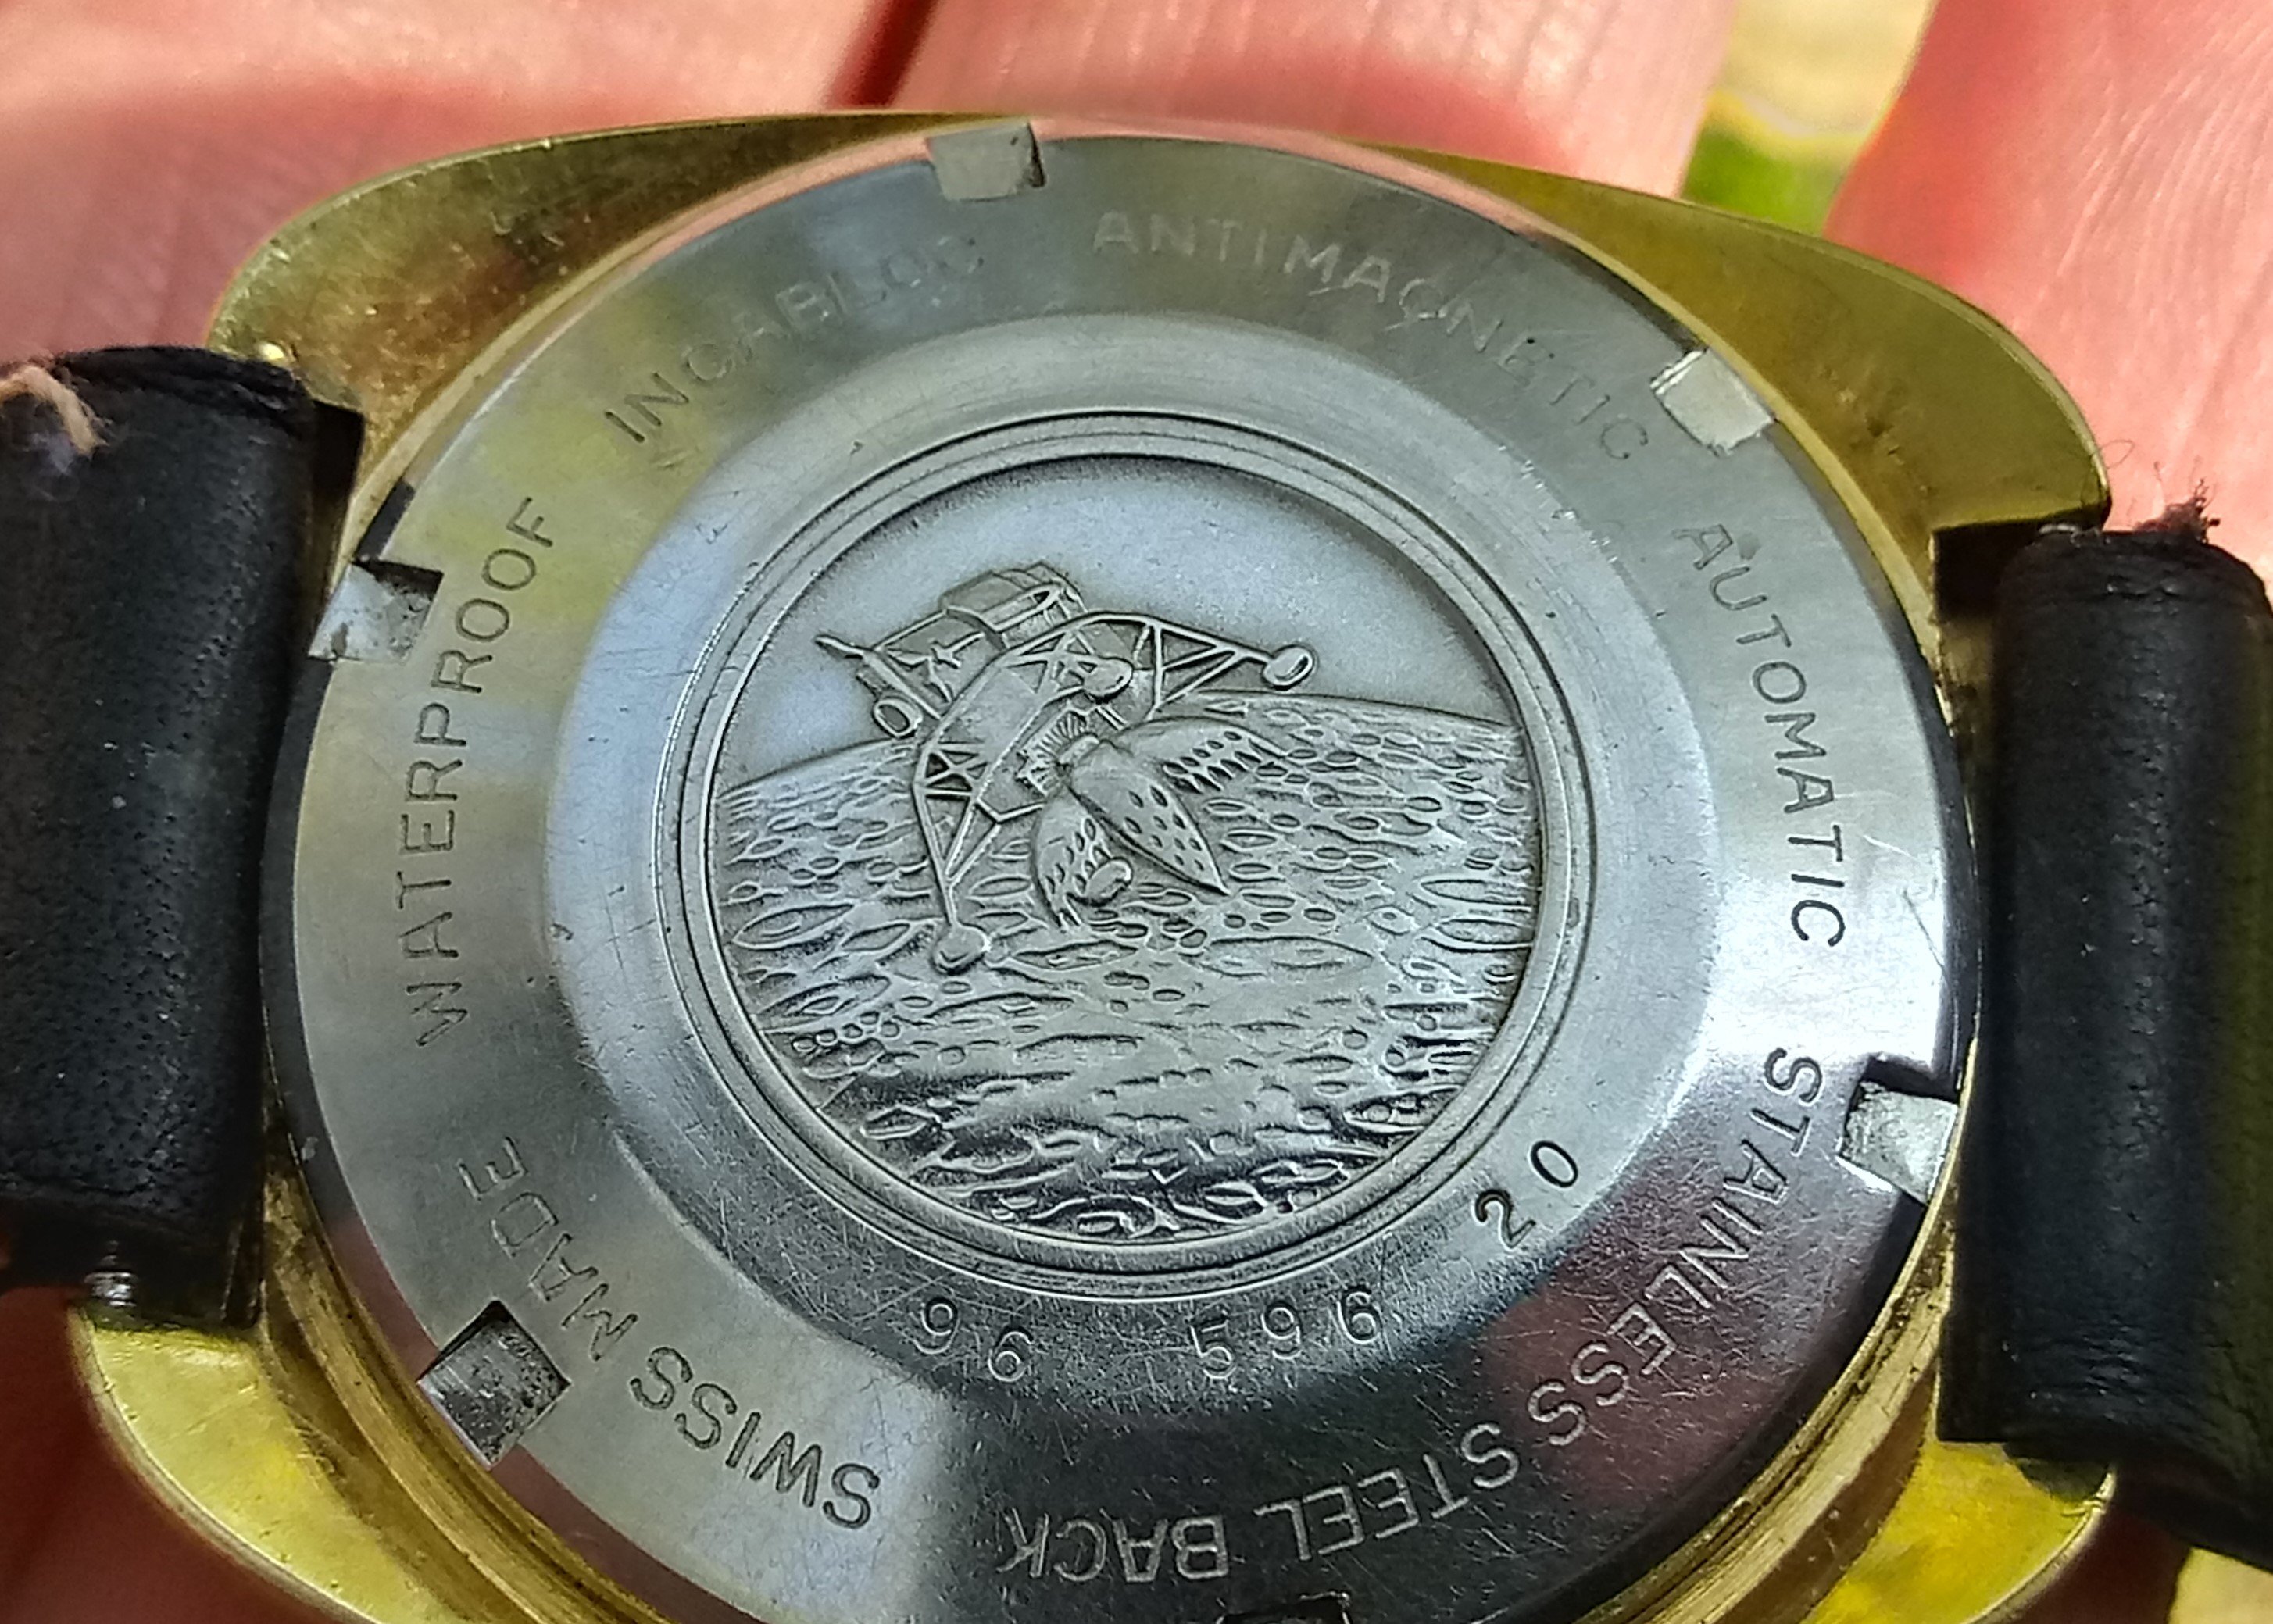 WATERPROOF INCABLOC ANTIMAGNETIC AUTOMATIC STAINLESS STEEL BACK SWISS MADE
96 596 20